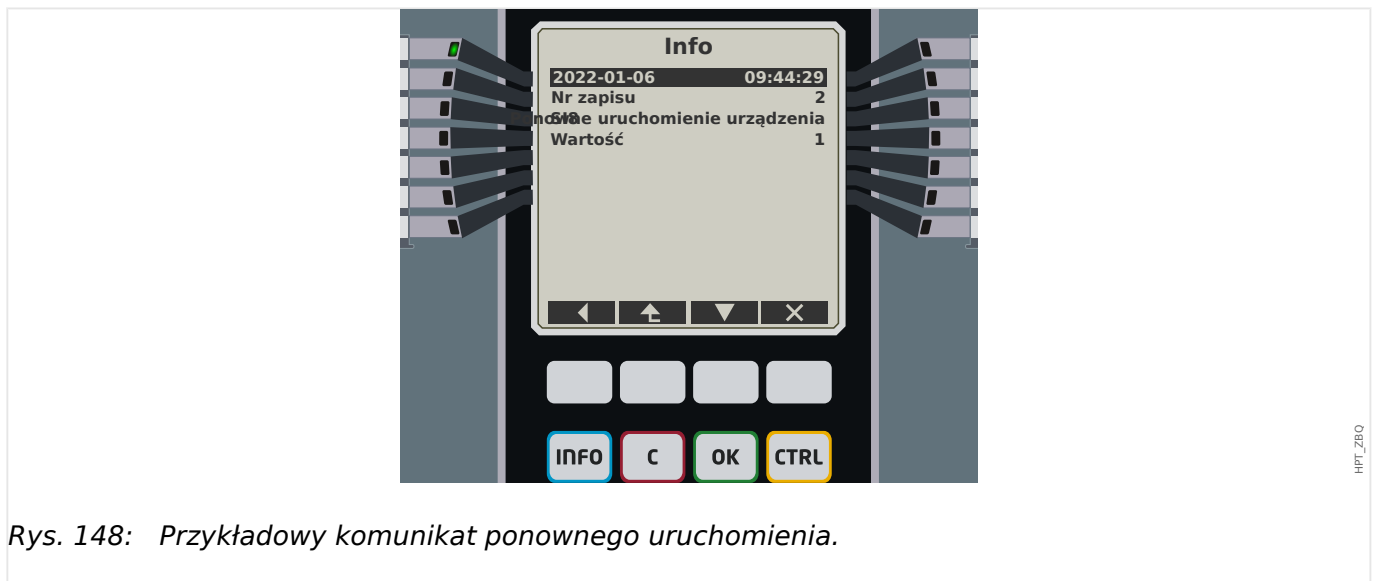 Info
2022-01-06 09:44:29
Nr zapisu 2
uruchomienie urządzenia
Wartość 1
INFO C OK CTRL
HPT_ZBQ
Rys. 148: Przykładowy komunikat ponownego uruchomienia.